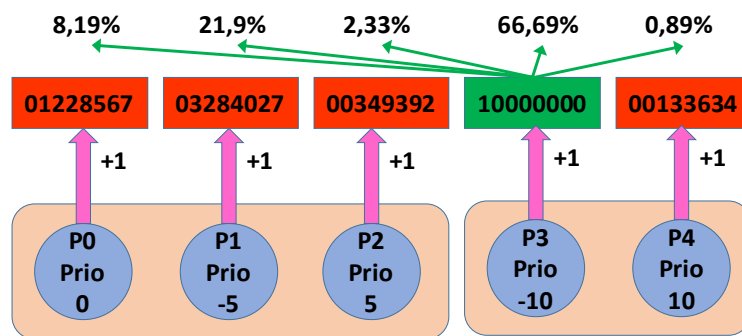 8,19% 21,9% 2,33% 66,69% 0,89%
01228567 03284027 00349392 10000000 00133634
+1 +1 +1 +1 +1
P0 P1 P2 P3 P4
Prio Prio Prio Prio Prio
0 -5 5 -10 10